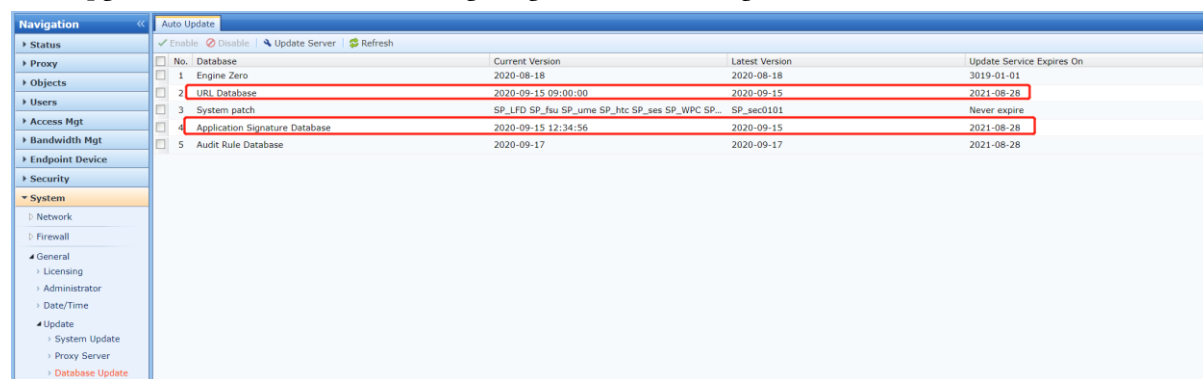 Navigation
Status
Proxy
Objects
Users
Access Mgt
Bandwidth Mgt
Endpoint Device
Security
System
Network
Firewall
General
Licensing
Administrator
Date/Time
Update
System Update
Proxy Server
Database Update
Auto Update
Enable Disable Update Server Refresh
No. Database Current Version Latest Version Update Service Expires On
1 Engine Zero 2020-08-18 2020-08-18 3019-01-01
2 URL Database 2020-09-15 09:00:00 2020-09-15 2021-08-28
3 System patch SP_LFD SP_fsu SP_ume SP_htc SP_ses SP_WPC SP... SP_sec0101 Never expire
4 Application Signature Database 2020-09-15 12:34:56 2020-09-15 2021-08-28
5 Audit Rule Database 2020-09-17 2020-09-17 2021-08-28